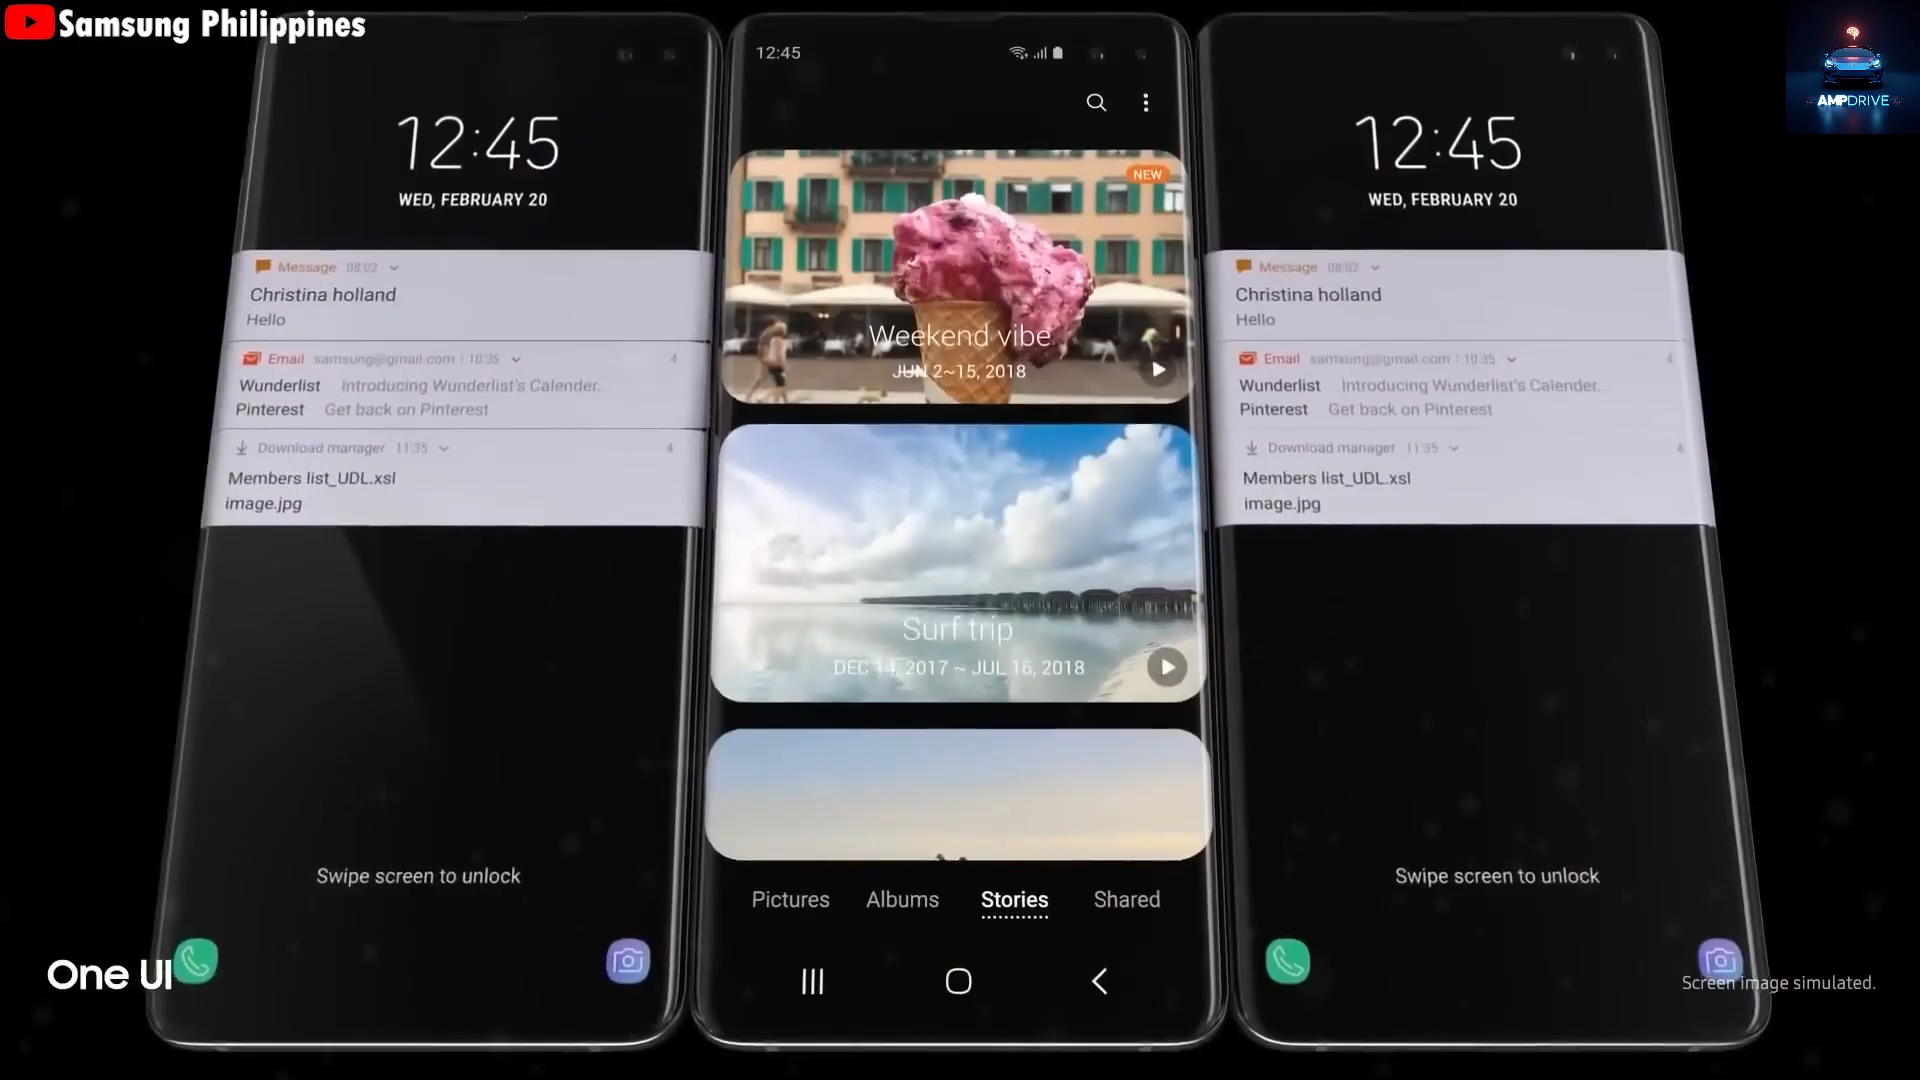 Samsung Philippines
AMPDRIVE
12:45
WED, FEBRUARY 20
Message 08:02
Christina holland
Hello
Email samsung@gmail.com | 10:35 4
Wunderlist Introducing Wunderlist's Calender..
Pinterest Get back on Pinterest
Download manager 11:35 4
Members list_UDL.xsl
image.jpg
Swipe screen to unlock
One UI
12:45
NEW
Weekend vibe
JUN 2~15, 2018
Surf trip
DEC 14, 2017 ~ JUL 16, 2018
Pictures Albums Stories Shared
12:45
WED, FEBRUARY 20
Message 08:02
Christina holland
Hello
Email samsung@gmail.com | 10:35 4
Wunderlist Introducing Wunderlist's Calender...
Pinterest Get back on Pinterest
Download manager 11:35 4
Members list_UDL.xsl
image.jpg
Swipe screen to unlock
Screen image simulated.